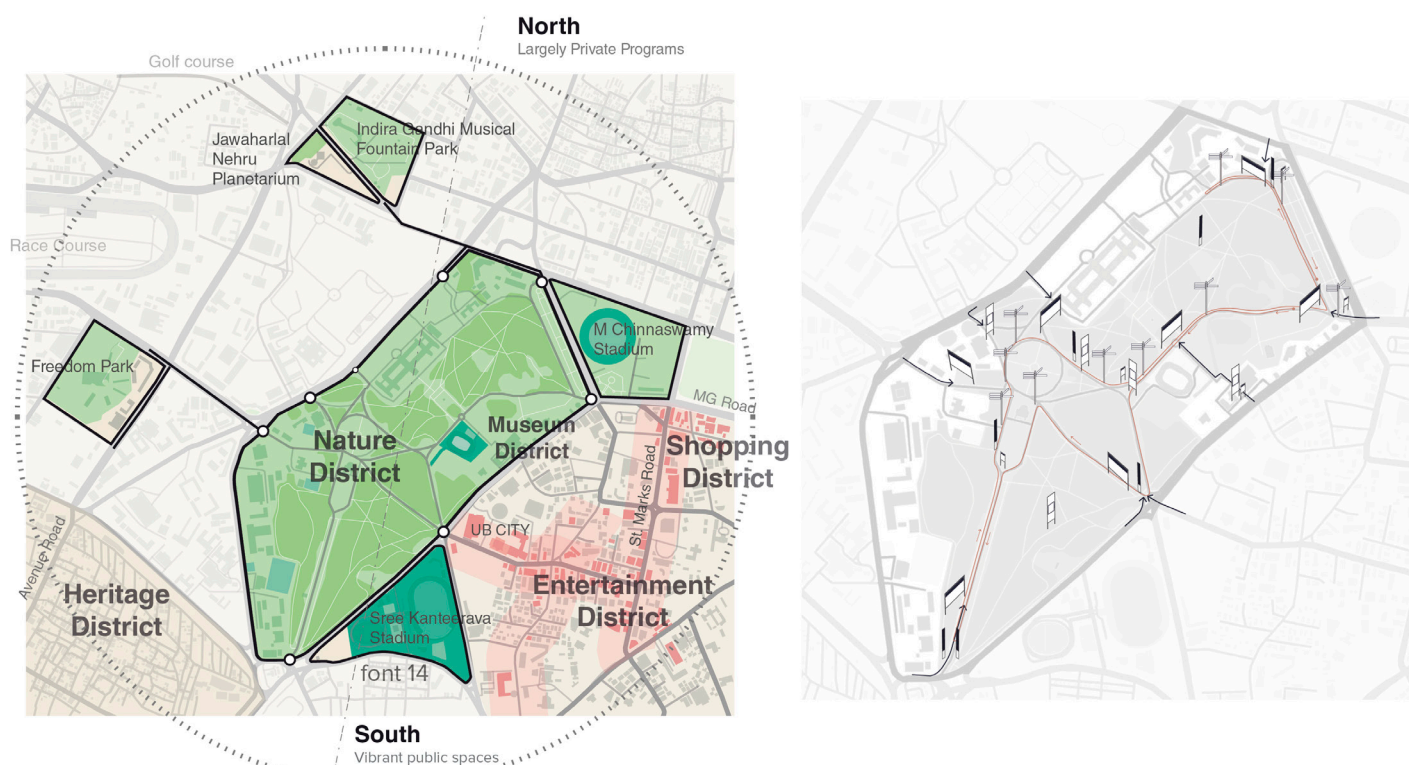 North
Largely Private Programs
Golf course
Jawaharlal
Nehru
Planetarium
Indira Gandhi Musical
Fountain Park
Race Course
Freedom Park
M Chinnaswamy
Stadium
MG Road
Nature
District
Museum
District
Shopping
District
St. Marks Road
UB CITY
Avenue Road
Heritage
District
Entertainment
District
Sree Kanteerava
Stadium
font 14
South
Vibrant public spaces